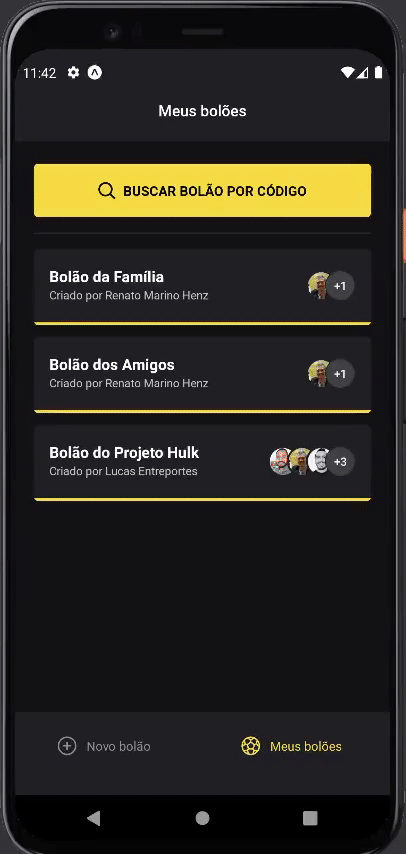 11:42
Meus bolões
BUSCAR BOLÃO POR CÓDIGO
Bolão da Família
Criado por Renato Marino Henz
+1
Bolão dos Amigos
Criado por Renato Marino Henz
+1
Bolão do Projeto Hulk
Criado por Lucas Entreportes
+3
Novo bolão
Meus bolões